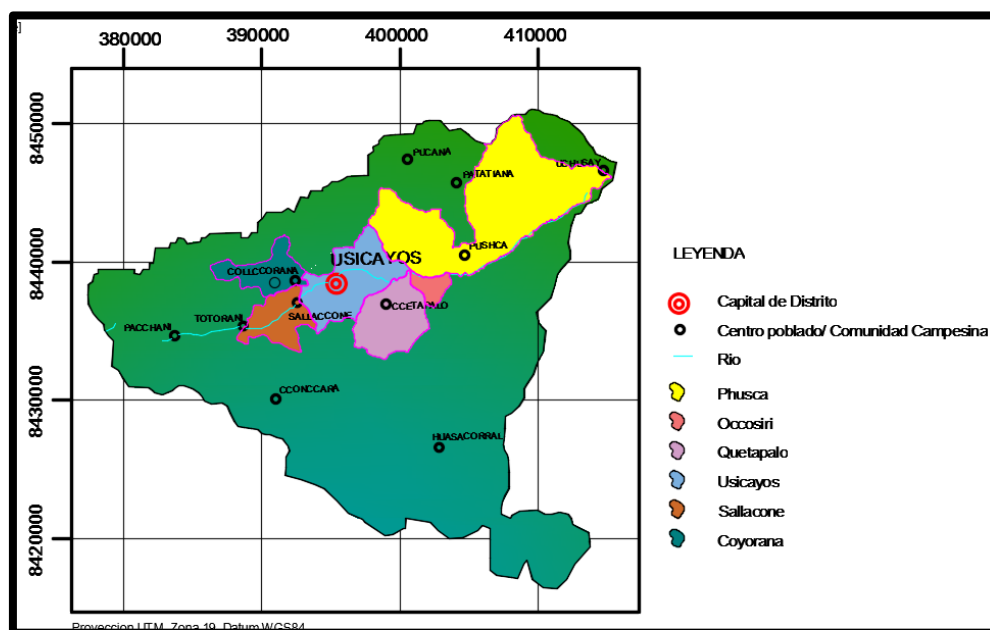 e]
380000 390000 400000 410000
8450000
8440000
8430000
8420000
PUCANA
PATATIANA
UCHUSAY
PUSHCA
USICAYOS
COLLCCORANA
CCETAPALO
SALLACCONE
TOTORANI
PACCHANI
CCONCCARA
HUASACORRAL
LEYENDA
Capital de Distrito
Centro poblado/ Comunidad Campesina
Rio
Phusca
Occosiri
Quetapalo
Usicayos
Sallacone
Coyorana
Proyeccion UTM, Zona 19, Datum WGS84